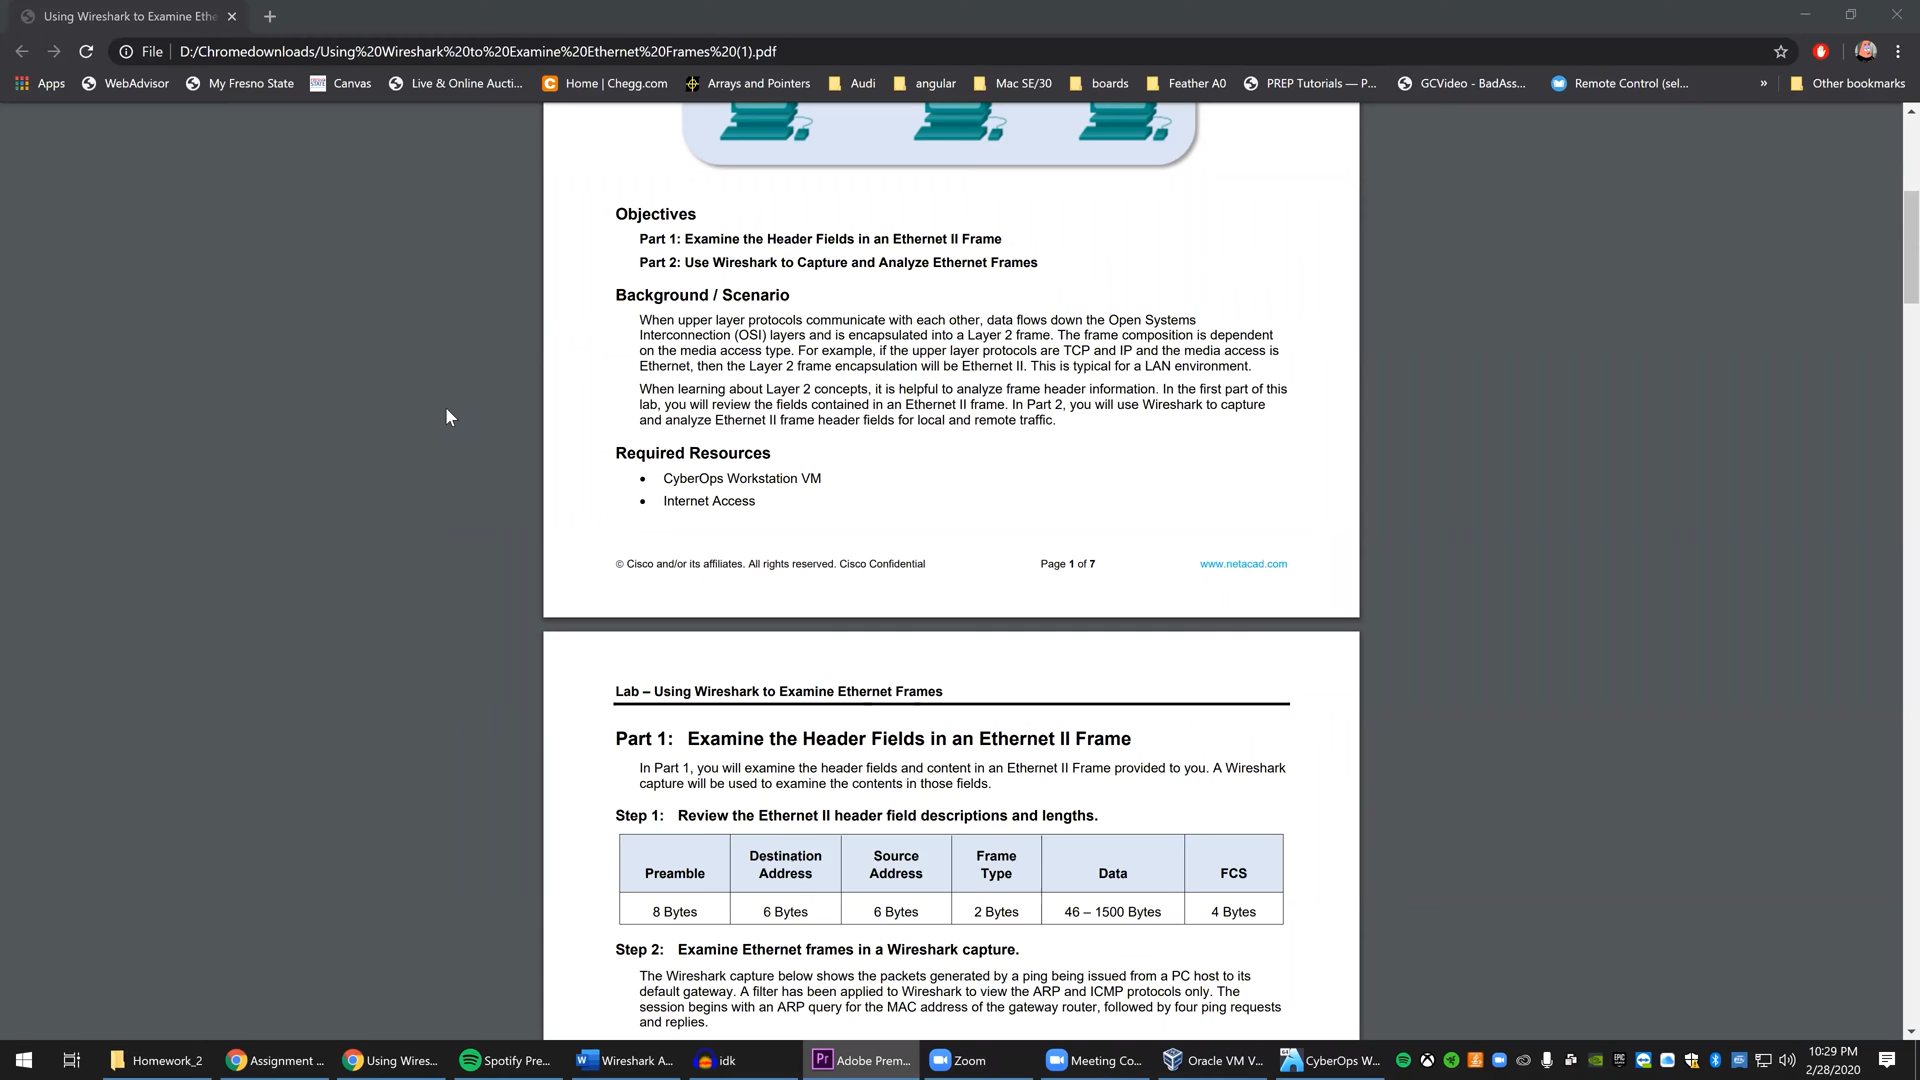 Using Wireshark to Examine Ethe
File
D:/Chromedownloads/Using%20Wireshark%20to%20Examine%20Ethernet%20Frames%20(1).pdf
Apps WebAdvisor My Fresno State Canvas Live & Online Aucti... Home | Chegg.com Arrays and Pointers Audi angular Mac SE/30 boards Feather A0 PREP Tutorials — P... GCVideo - BadAss... Remote Control (sel... » Other bookmarks
Objectives
Part 1: Examine the Header Fields in an Ethernet II Frame
Part 2: Use Wireshark to Capture and Analyze Ethernet Frames
Background / Scenario
When upper layer protocols communicate with each other, data flows down the Open Systems
Interconnection (OSI) layers and is encapsulated into a Layer 2 frame. The frame composition is dependent
on the media access type. For example, if the upper layer protocols are TCP and IP and the media access is
Ethernet, then the Layer 2 frame encapsulation will be Ethernet II. This is typical for a LAN environment.
When learning about Layer 2 concepts, it is helpful to analyze frame header information. In the first part of this
lab, you will review the fields contained in an Ethernet II frame. In Part 2, you will use Wireshark to capture
and analyze Ethernet II frame header fields for local and remote traffic.
Required Resources
• CyberOps Workstation VM
• Internet Access
© Cisco and/or its affiliates. All rights reserved. Cisco Confidential Page 1 of 7 www.netacad.com
Lab – Using Wireshark to Examine Ethernet Frames
Part 1: Examine the Header Fields in an Ethernet II Frame
In Part 1, you will examine the header fields and content in an Ethernet II Frame provided to you. A Wireshark
capture will be used to examine the contents in those fields.
Step 1: Review the Ethernet II header field descriptions and lengths.
Preamble Destination Address Source Address Frame Type Data FCS
8 Bytes 6 Bytes 6 Bytes 2 Bytes 46 – 1500 Bytes 4 Bytes
Step 2: Examine Ethernet frames in a Wireshark capture.
The Wireshark capture below shows the packets generated by a ping being issued from a PC host to its
default gateway. A filter has been applied to Wireshark to view the ARP and ICMP protocols only. The
session begins with an ARP query for the MAC address of the gateway router, followed by four ping requests
and replies.
Homework_2 Assignment ... Using Wires... Spotify Pre... Wireshark A... idk Adobe Prem... Zoom Meeting Co... Oracle VM V... CyberOps W...
10:29 PM
2/28/2020